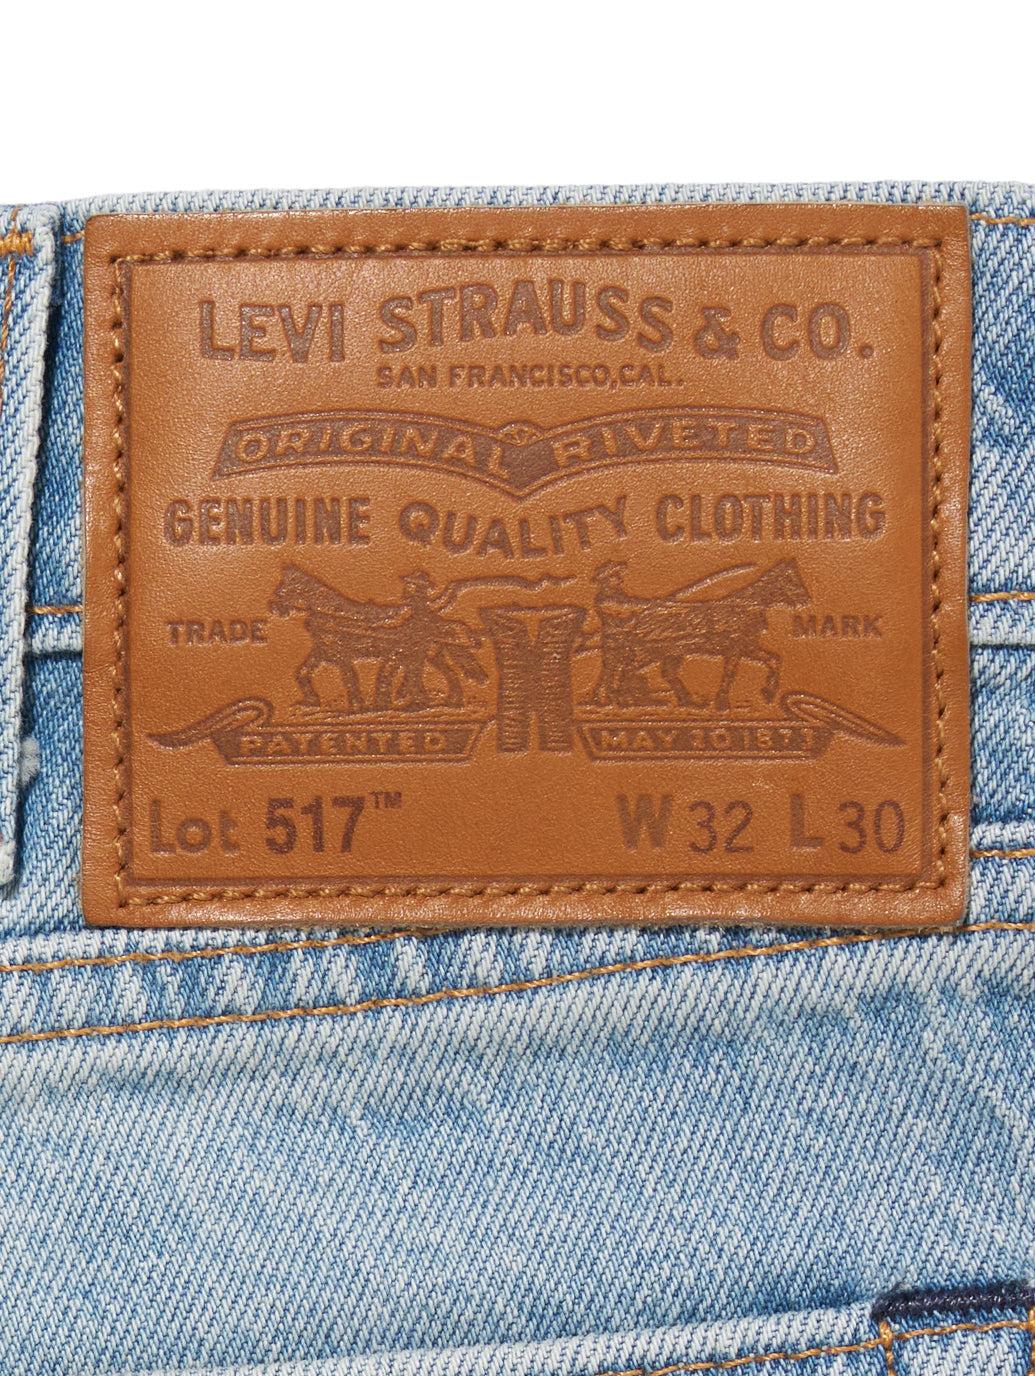 LEVI STRAUSS & CO.
SAN FRANCISCO, CAL.
ORIGINAL RIVETED
GENUINE QUALITY CLOTHING
TRADE MARK
PATENTED MAY 20 1873
Lot 517™ W 32 L 30